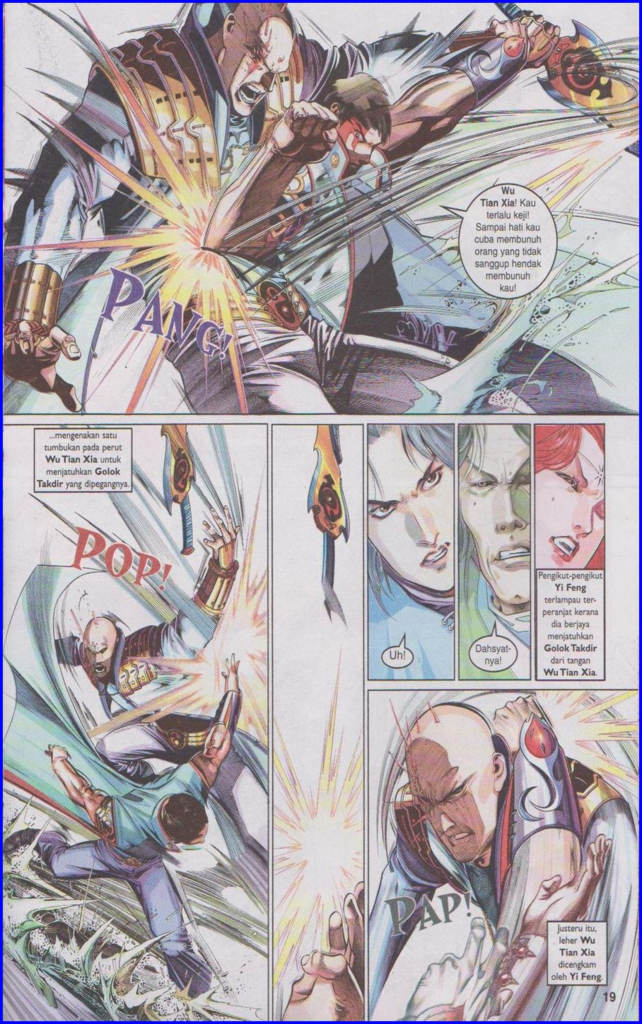 Wu
Tian Xia! Kau
terlalu keji!
Sampai hati kau
cuba membunuh
orang yang tidak
sanggup hendak
membunuh
kau!
PANG!
...mengenakan satu
tumbukan pada perut
Wu Tian Xia untuk
menjatuhkan Golok
Takdir yang dipegangnya.
POP!
Uh!
Dahsyat-
nya!
Pengikut-pengikut
Yi Feng
terlampau ter-
peranjat kerana
dia berjaya
menjatuhkan
Golok Takdir
dari tangan
Wu Tian Xia.
PAP!
Justeru itu,
leher Wu
Tian Xia
dicengkam
oleh Yi Feng.
19